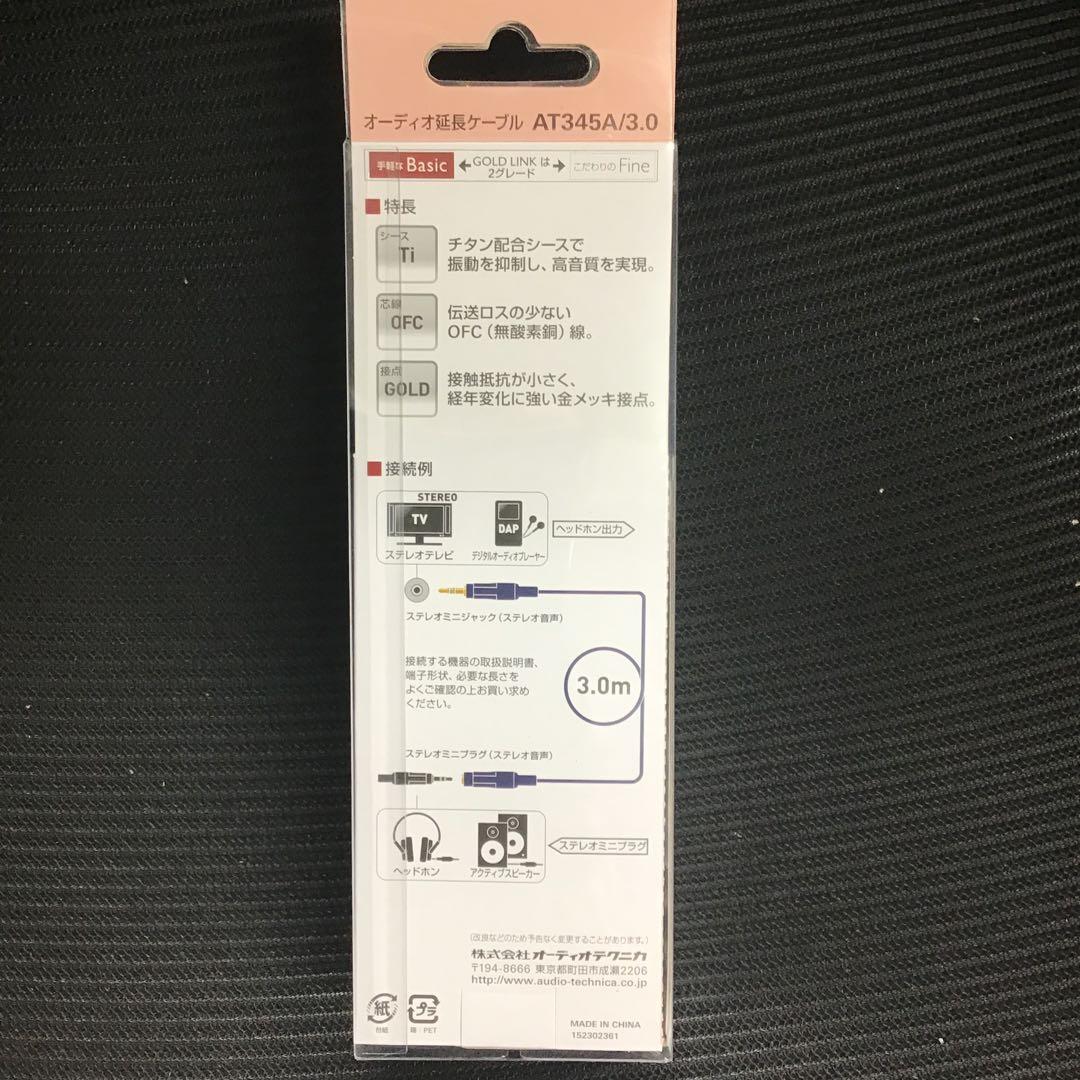 オーディオ延長ケーブル AT345A/3.0
手軽な Basic ←GOLD LINK は 2グレード→ こだわりの Fine
■特長
シース
Ti
チタン配合シースで
振動を抑制し、高音質を実現。
芯線
OFC
伝送ロスの少ない
OFC（無酸素銅）線。
接点
GOLD
接触抵抗が小さく、
経年変化に強い金メッキ接点。
■接続例
STEREO
TV
DAP
ヘッドホン出力
ステレオテレビ
デジタルオーディオプレーヤー
ステレオミニジャック（ステレオ音声）
接続する機器の取扱説明書、
端子形状、必要な長さを
よくご確認の上お買い求め
ください。
3.0m
ステレオミニプラグ（ステレオ音声）
ステレオミニプラグ
ヘッドホン
アクティブスピーカー
（改良などのため予告なく変更することがあります。）
株式会社オーディオテクニカ
〒194-8666 東京都町田市成瀬2206
http://www.audio-technica.co.jp
紙
プラ
台紙
箱：PET
MADE IN CHINA
152302361